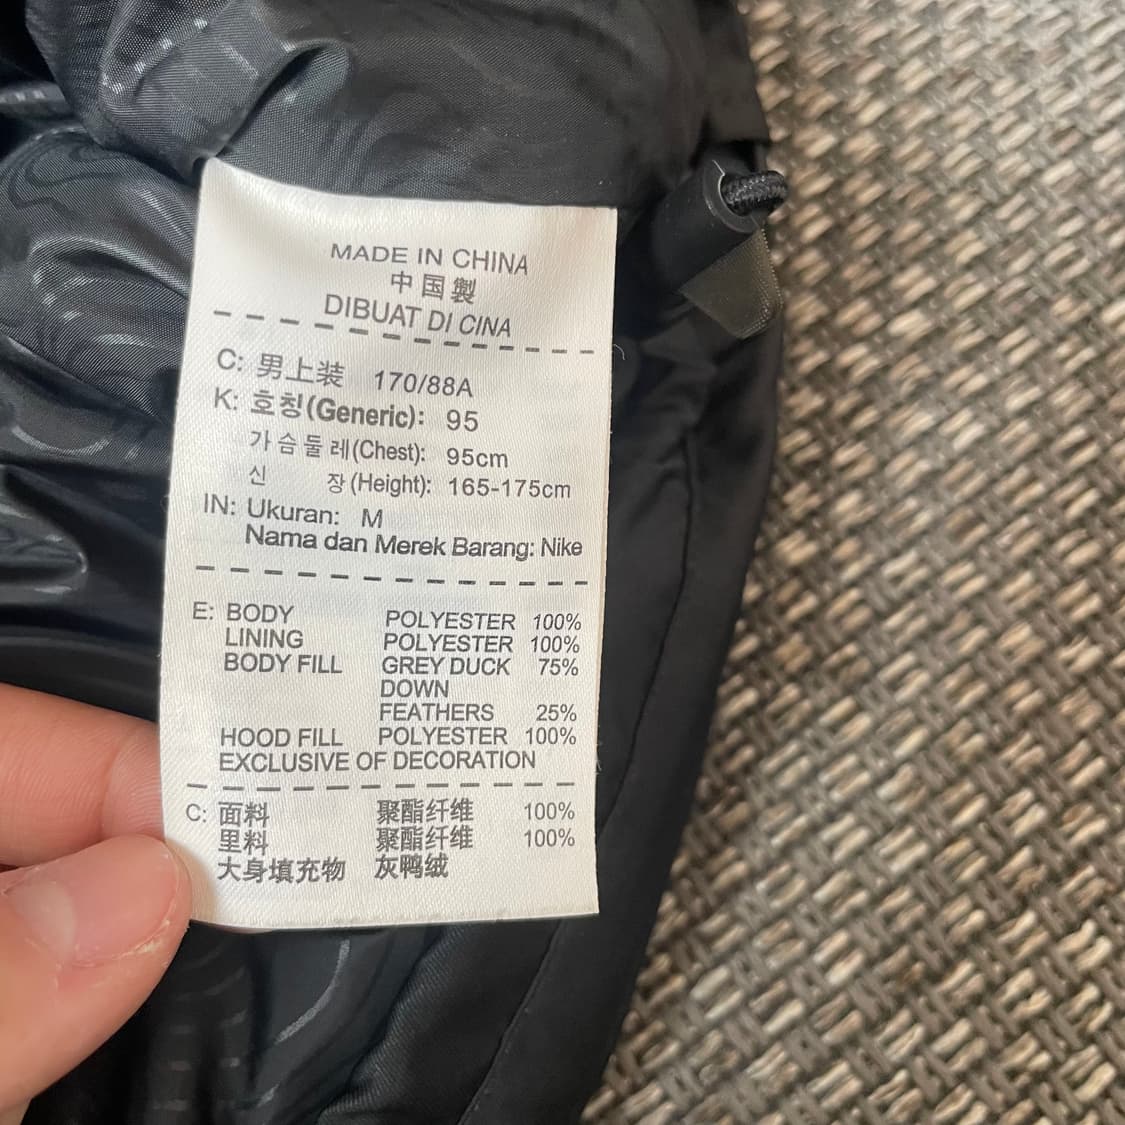 MADE IN CHINA
中国製
DIBUAT DI CINA
C: 男上装 170/88A
K: 호칭(Generic): 95
가슴둘레(Chest): 95cm
신 장(Height): 165-175cm
IN: Ukuran: M
Nama dan Merek Barang: Nike
E: BODY POLYESTER 100%
LINING POLYESTER 100%
BODY FILL GREY DUCK 75%
DOWN
FEATHERS 25%
HOOD FILL POLYESTER 100%
EXCLUSIVE OF DECORATION
C: 面料 聚酯纤维 100%
里料 聚酯纤维 100%
大身填充物 灰鸭绒